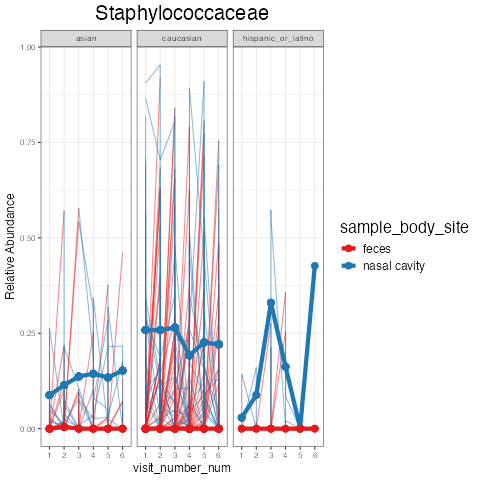 Staphylococcaceae
asian caucasian hispanic_or_latino
1.00
0.75
0.50
0.25
0.00
Relative Abundance
1 2 3 4 5 6 1 2 3 4 5 6 1 2 3 4 5 6
visit_number_num
sample_body_site
feces
nasal cavity